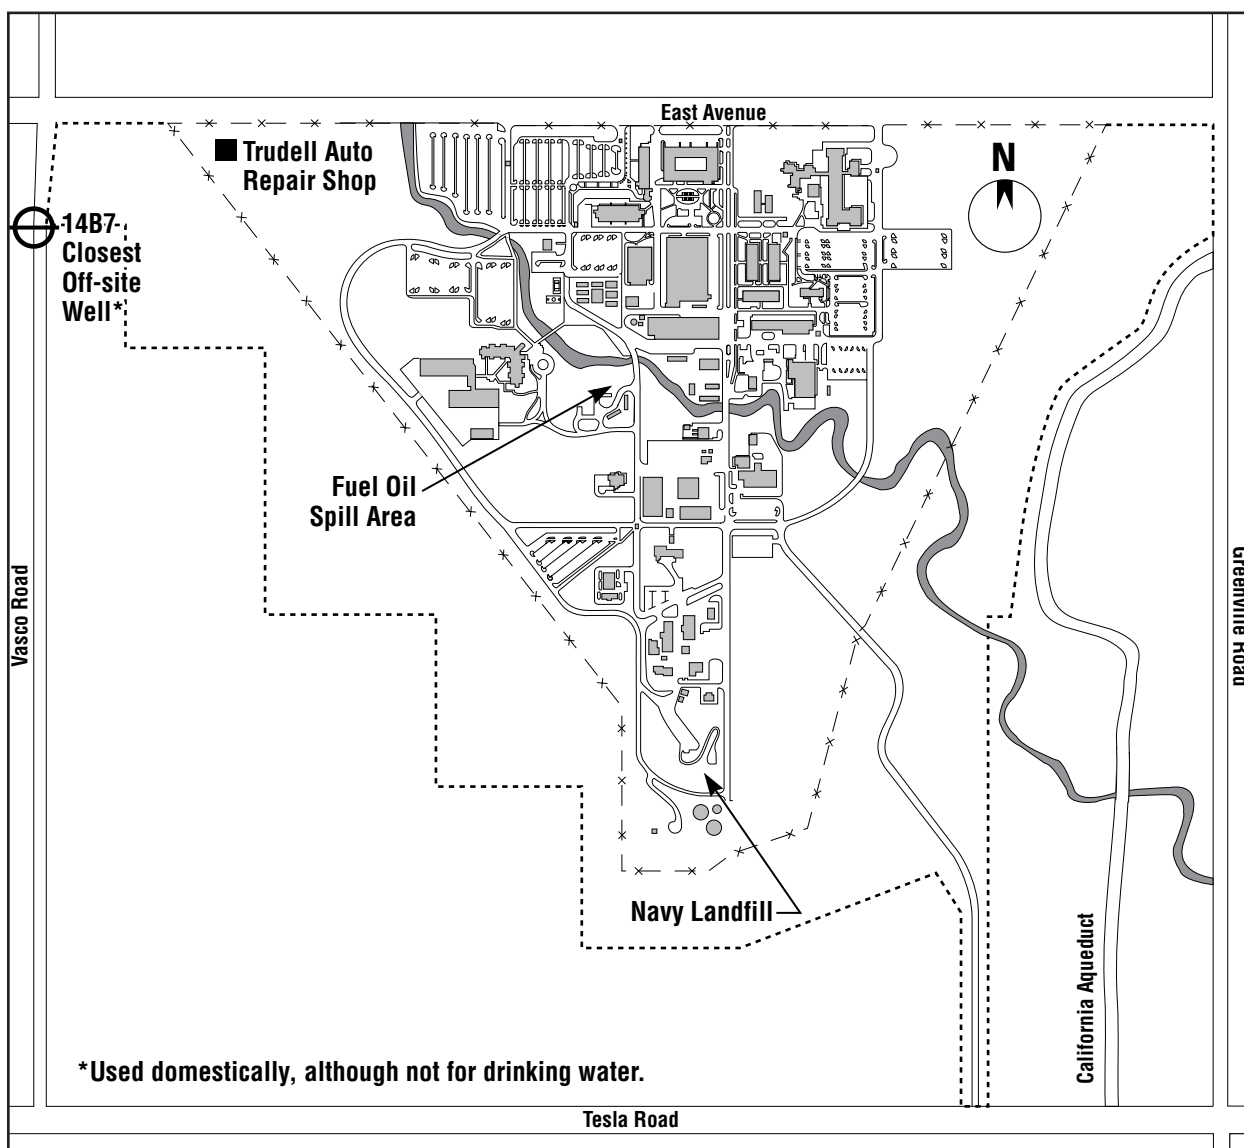 East Avenue
Trudell Auto
Repair Shop
N
14B7-
Closest
Off-site
Well*
Fuel Oil
Spill Area
Vasco Road
Greenville Road
Navy Landfill
California Aqueduct
*Used domestically, although not for drinking water.
Tesla Road